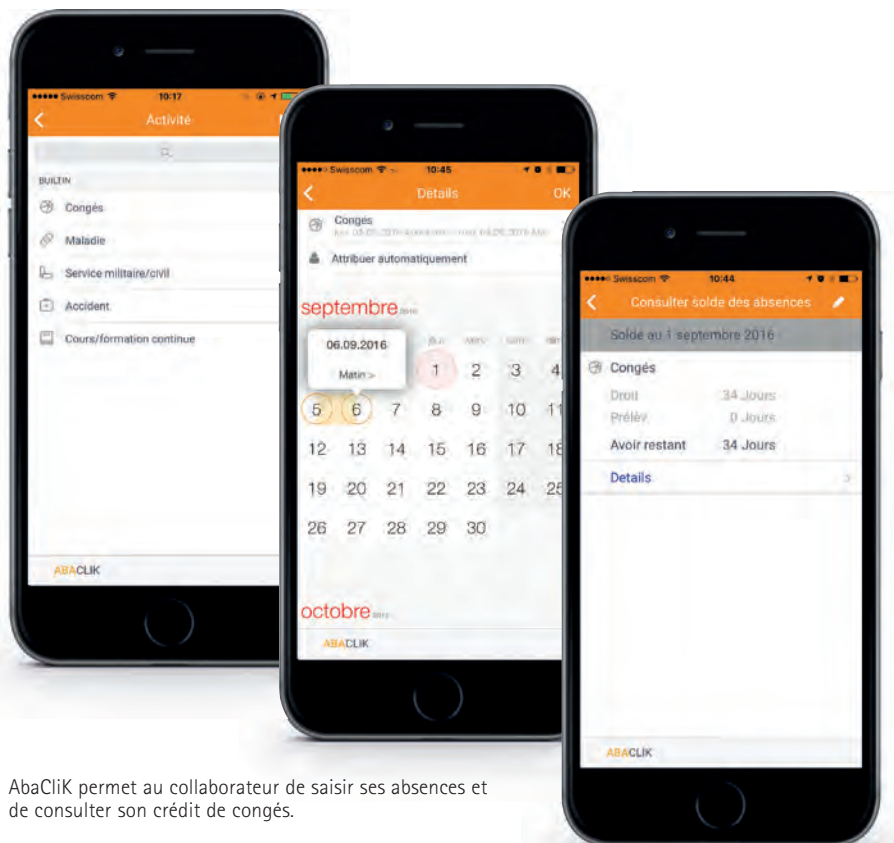 Swisscom 10:17
Activité
BUILTIN
Congés
Maladie
Service militaire/civil
Accident
Cours/formation continue
ABACLIK
Swisscom 10:45
Détails OK
Congés
Attribuer automatiquement
septembre 2016
06.09.2016
Matin >
1 2 3 4
5 6 7 8 9 10 11
12 13 14 15 16 17 18
19 20 21 22 23 24 25
26 27 28 29 30
octobre
ABACLIK
Swisscom 10:44
Consulter solde des absences
Solde au 1 septembre 2016
Congés
Droit 34 Jours
Prélèv. 0 Jours
Avoir restant 34 Jours
Details
ABACLIK
AbaCliK permet au collaborateur de saisir ses absences et
de consulter son crédit de congés.